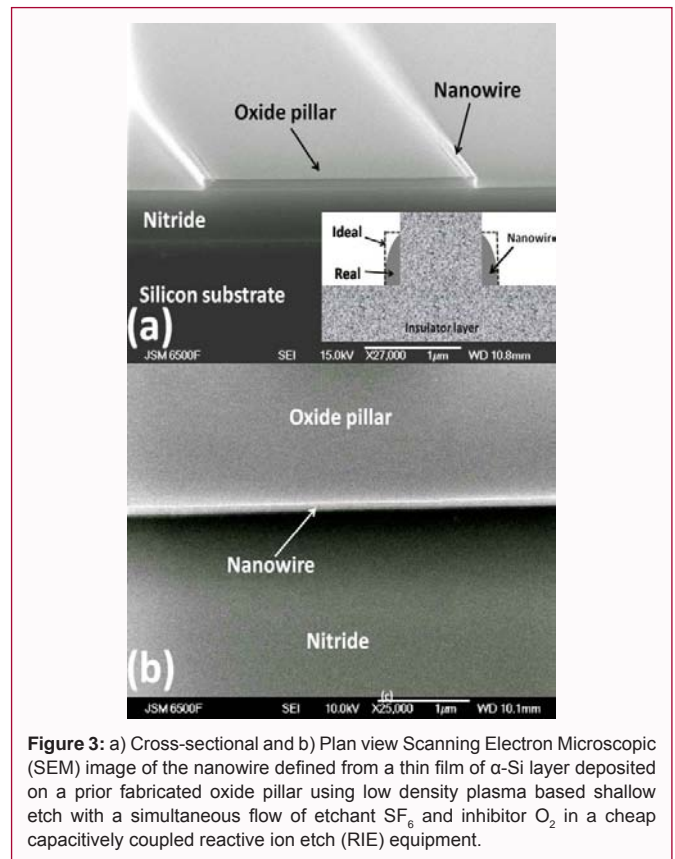 Nanowire
Oxide pillar
Nitride
Ideal
Nanowire
Real
Silicon substrate
Insulator layer
(a)
JSM 6500F SEI 15.0kV X27,000 1µm WD 10.8mm
Oxide pillar
Nanowire
Nitride
(b)
(c)
JSM 6500F SEI 10.0kV X25,000 1µm WD 10.1mm
Figure 3: a) Cross-sectional and b) Plan view Scanning Electron Microscopic
(SEM) image of the nanowire defined from a thin film of α-Si layer deposited
on a prior fabricated oxide pillar using low density plasma based shallow
etch with a simultaneous flow of etchant SF6 and inhibitor O2 in a cheap
capacitively coupled reactive ion etch (RIE) equipment.